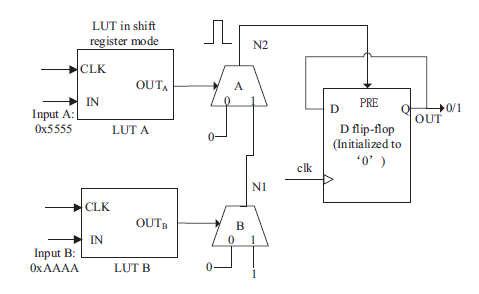 LUT in shift
register mode
CLK
OUTA
IN
Input A:
0x5555
LUT A
N2
A
0 1
0
PRE
D
Q
0/1
OUT
D flip-flop
(Initialized to
‘0’ )
clk
N1
CLK
OUTB
IN
Input B:
0xAAAA
LUT B
B
0 1
0
1